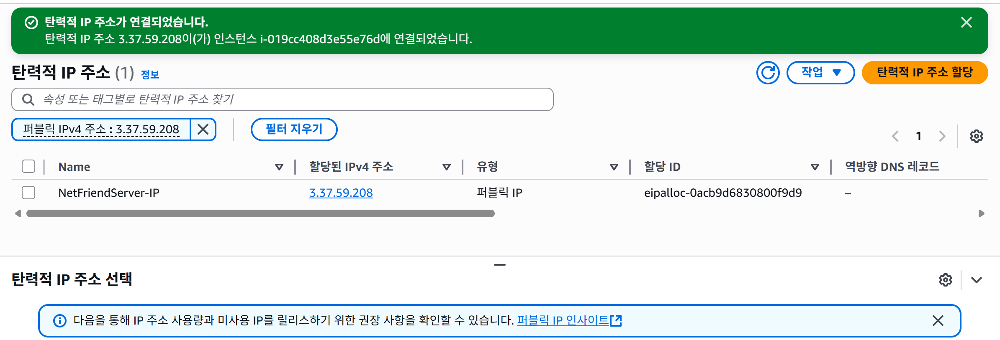 탄력적 IP 주소가 연결되었습니다.
탄력적 IP 주소 3.37.59.208이(가) 인스턴스 i-019cc408d3e55e76d에 연결되었습니다.
탄력적 IP 주소 (1) 정보
작업
탄력적 IP 주소 할당
속성 또는 태그별로 탄력적 IP 주소 찾기
퍼블릭 IPv4 주소 : 3.37.59.208
필터 지우기
1
Name 할당된 IPv4 주소 유형 할당 ID 역방향 DNS 레코드
NetFriendServer-IP 3.37.59.208 퍼블릭 IP eipalloc-0acb9d6830800f9d9 –
탄력적 IP 주소 선택
다음을 통해 IP 주소 사용량과 미사용 IP를 릴리스하기 위한 권장 사항을 확인할 수 있습니다. 퍼블릭 IP 인사이트